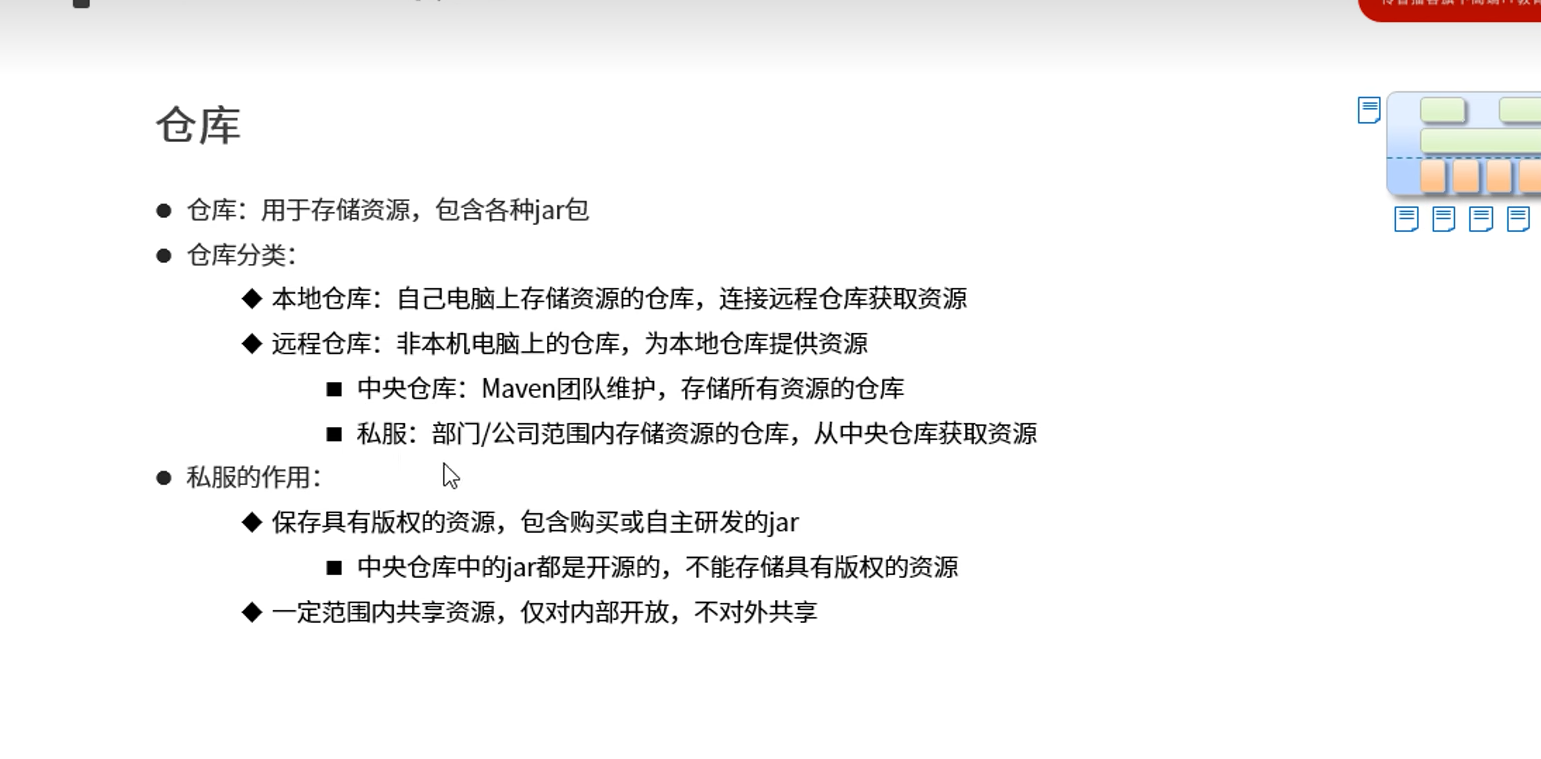 仓库
仓库：用于存储资源，包含各种jar包
仓库分类：
本地仓库：自己电脑上存储资源的仓库，连接远程仓库获取资源
远程仓库：非本机电脑上的仓库，为本地仓库提供资源
中央仓库：Maven团队维护，存储所有资源的仓库
私服：部门/公司范围内存储资源的仓库，从中央仓库获取资源
私服的作用：
保存具有版权的资源，包含购买或自主研发的jar
中央仓库中的jar都是开源的，不能存储具有版权的资源
一定范围内共享资源，仅对内部开放，不对外共享